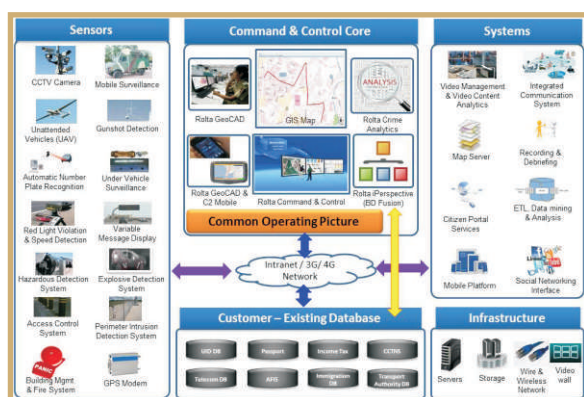 Sensors
CCTV Camera
Mobile Surveillance
Unattended
Vehicles (UAV)
Gunshot Detection
Automatic Number
Plate Recognition
Under Vehicle
Surveillance
Red Light Violation
& Speed Detection
Variable
Message Display
Hazardous Detection
System
Explosive Detection
System
Access Control
System
Perimeter Intrusion
Detection System
PANIC
Building Mgmt
& Fire System
GPS Modem
Command & Control Core
Rolta GeoCAD
GIS Map
ANALYSIS
Rolta Crime
Analytics
Rolta GeoCAD &
C2 Mobile
Rolta Command & Control
Rolta iPerspective
(BD Fusion)
Common Operating Picture
Intranet / 3G/ 4G
Network
Customer – Existing Database
UID DB
Passport
Income Tax
CCTNS
Telecom DB
AFIS
Immigration
DB
Transport
Authority DB
Systems
Video Management
& Video Content
Analytics
Integrated
Communication
System
Map Server
Recording &
Debriefing
Citizen Portal
Services
ETL, Data mining
& Analysis
Mobile Platform
Social Networking
Interface
Infrastructure
Servers
Storage
Wire &
Wireless
Network
Video
wall